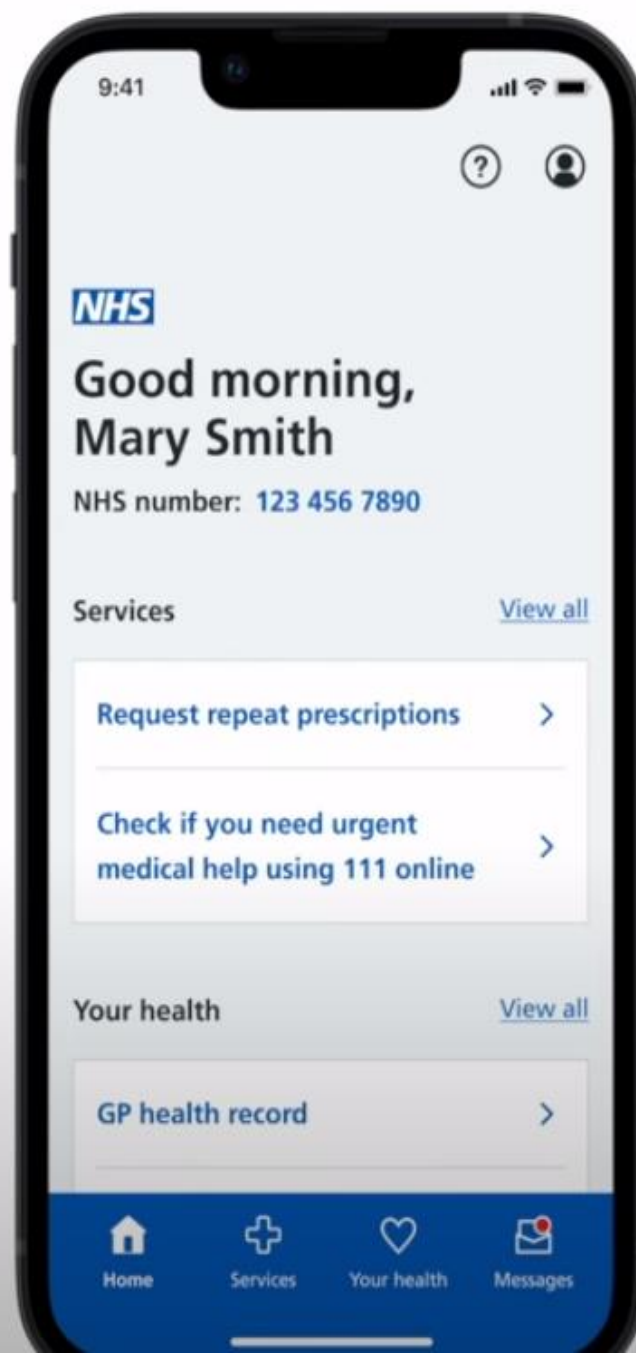 9:41
?
NHS
Good morning,
Mary Smith
NHS number: 123 456 7890
Services View all
Request repeat prescriptions
Check if you need urgent
medical help using 111 online
Your health View all
GP health record
Home Services Your health Messages